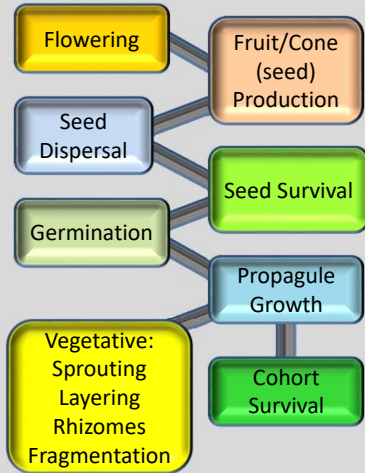 Flowering
Fruit/Cone
(seed)
Production
Seed
Dispersal
Seed Survival
Germination
Propagule
Growth
Vegetative:
Sprouting
Layering
Rhizomes
Fragmentation
Cohort
Survival